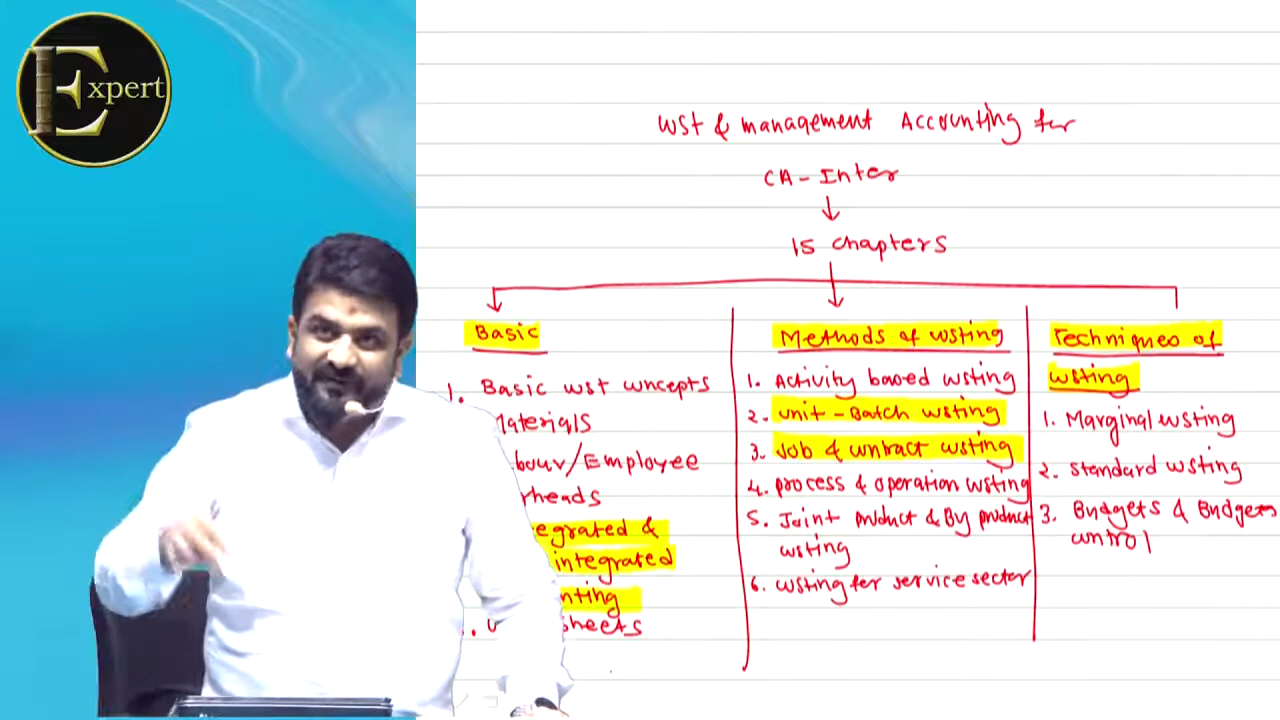 Expert
Cost & management Accounting for
CA - Inter
15 chapters
Basic
1. Basic cost concepts
Materials
bour/Employee
rheads
egrated &
integrated
nting
sheets
Methods of costing
1. Activity based costing
2. unit - Batch costing
3. Job & contract costing
4. process & operation costing
5. Joint product & By product
costing
6. costing for service sector
Techniques of
costing
1. Marginal costing
2. standard costing
3. Budgets & Budgets
control